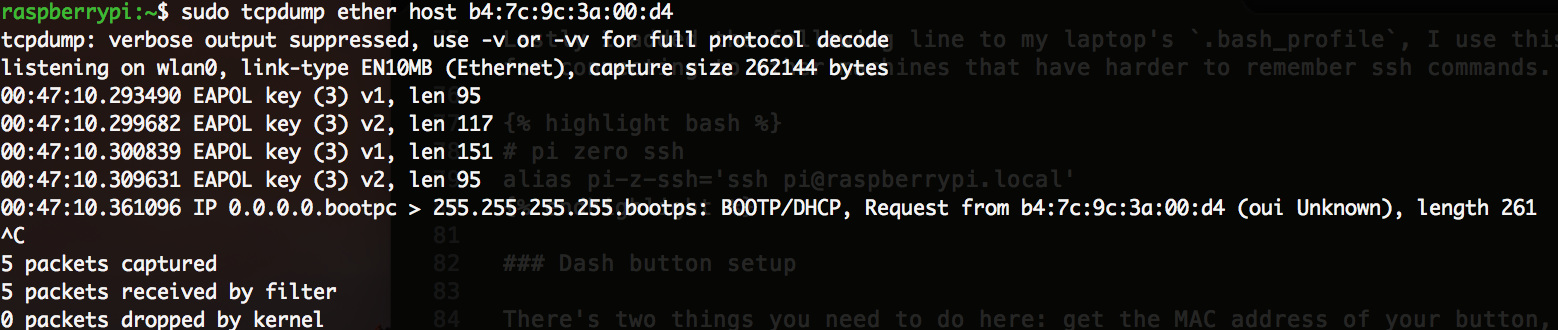 raspberrypi:~$ sudo tcpdump ether host b4:7c:9c:3a:00:d4
tcpdump: verbose output suppressed, use -v or -vv for full protocol decode
listening on wlan0, link-type EN10MB (Ethernet), capture size 262144 bytes
00:47:10.293490 EAPOL key (3) v1, len 95
00:47:10.299682 EAPOL key (3) v2, len 117
00:47:10.300839 EAPOL key (3) v1, len 151
00:47:10.309631 EAPOL key (3) v2, len 95
00:47:10.361096 IP 0.0.0.0.bootpc > 255.255.255.255.bootps: BOOTP/DHCP, Request from b4:7c:9c:3a:00:d4 (oui Unknown), length 261
^C
5 packets captured
5 packets received by filter
0 packets dropped by kernel
line to my laptop's `.bash_profile`, I use this
that have harder to remember ssh commands.
{% highlight bash %}
# pi zero ssh
alias pi-z-ssh='ssh pi@raspberrypi.local'
81
82 ### Dash button setup
83
84 There's two things you need to do here: get the MAC address of your button,